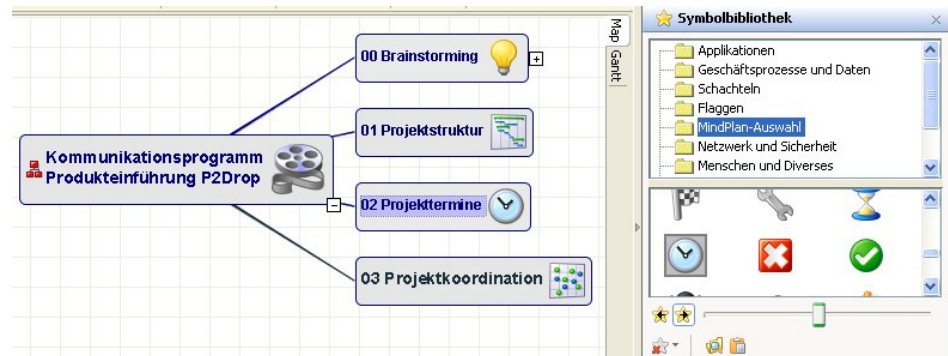 00 Brainstorming
01 Projektstruktur
Kommunikationsprogramm
Produkteinführung P2Drop
02 Projekttermine
03 Projektkoordination
Map
Gantt
Symbolbibliothek
Applikationen
Geschäftsprozesse und Daten
Schachteln
Flaggen
MindPlan-Auswahl
Netzwerk und Sicherheit
Menschen und Diverses